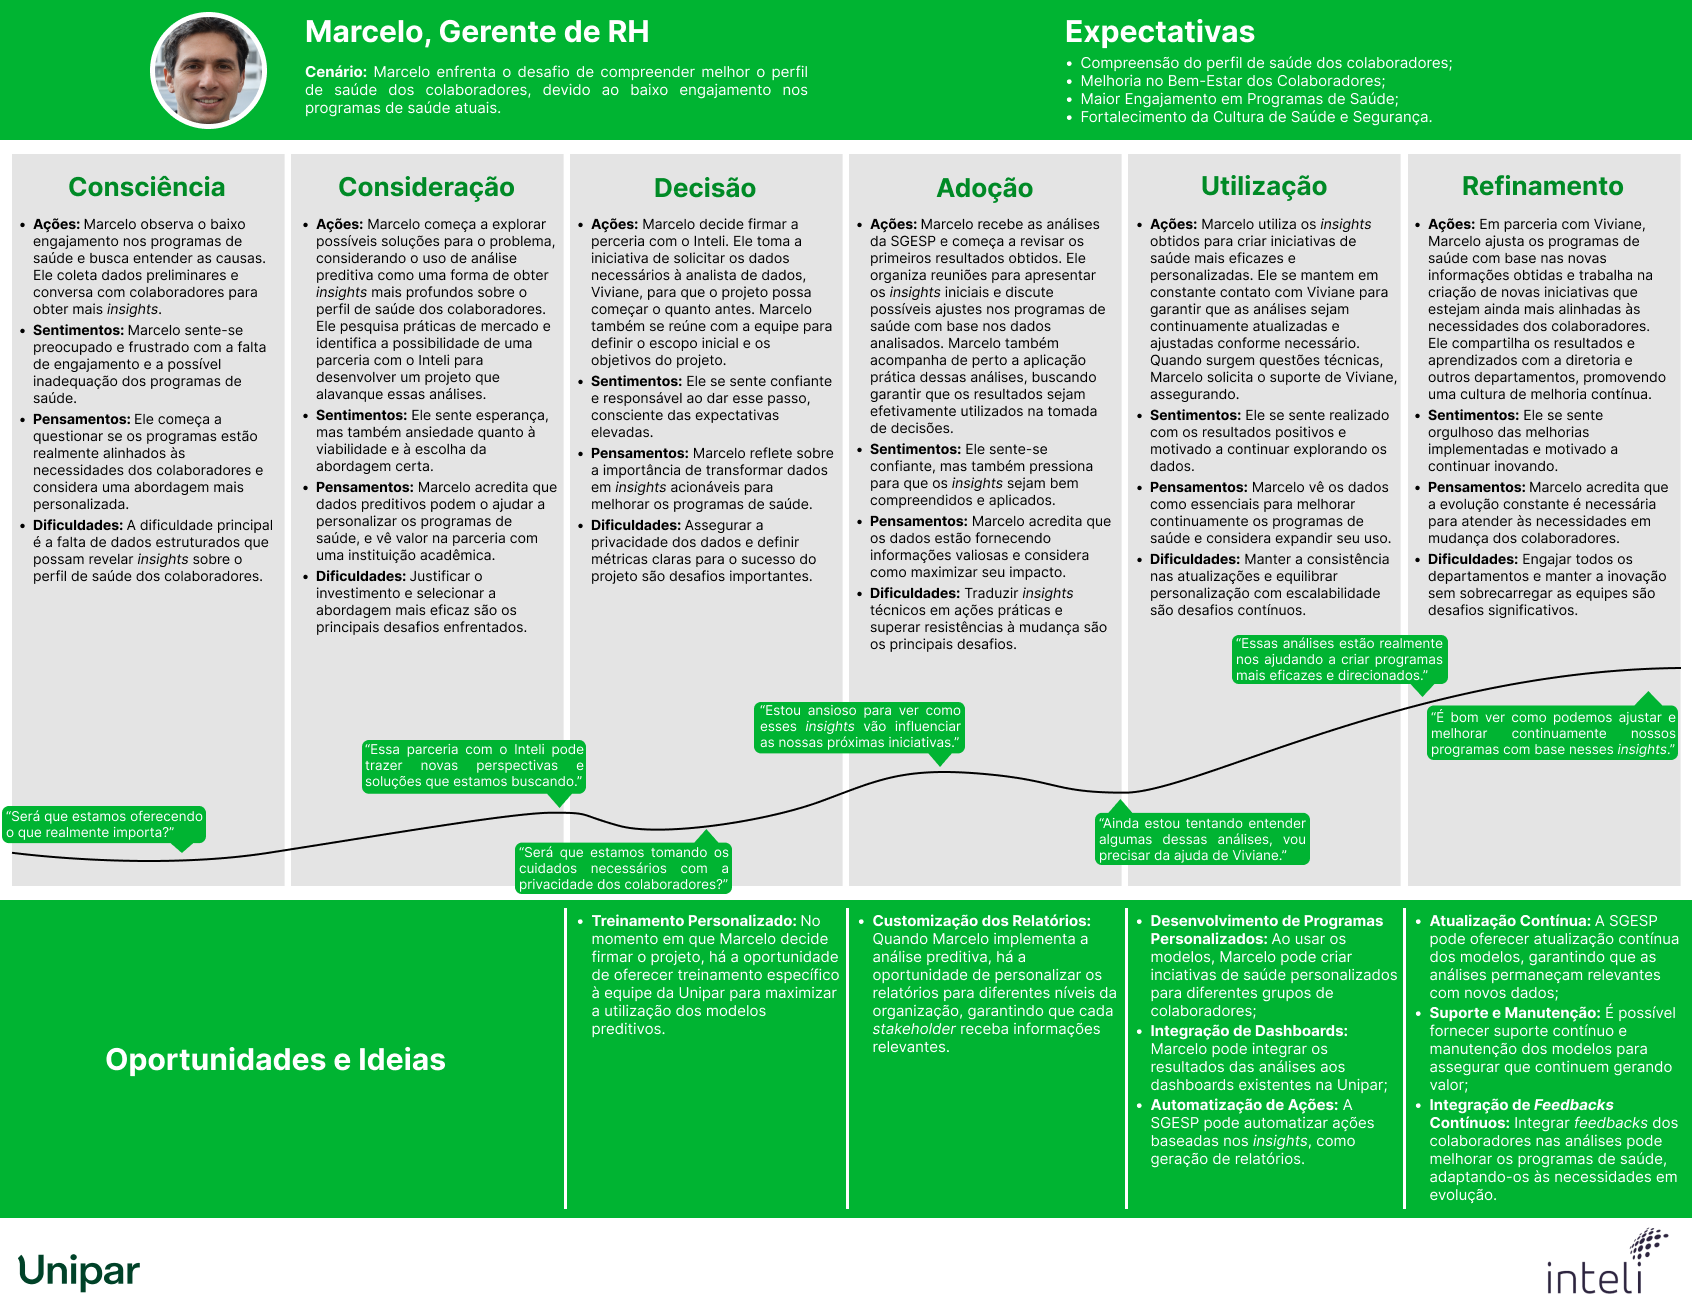 Marcelo, Gerente de RH
Cenário: Marcelo enfrenta o desafio de compreender melhor o perfil
de saúde dos colaboradores, devido ao baixo engajamento nos
programas de saúde atuais.
Expectativas
• Compreensão do perfil de saúde dos colaboradores;
• Melhoria no Bem-Estar dos Colaboradores;
• Maior Engajamento em Programas de Saúde;
• Fortalecimento da Cultura de Saúde e Segurança.
Consciência
• Ações: Marcelo observa o baixo
engajamento nos programas de
saúde e busca entender as causas.
Ele coleta dados preliminares e
conversa com colaboradores para
obter mais insights.
• Sentimentos: Marcelo sente-se
preocupado e frustrado com a falta
de engajamento e a possível
inadequação dos programas de
saúde.
• Pensamentos: Ele começa a
questionar se os programas estão
realmente alinhados às
necessidades dos colaboradores e
considera uma abordagem mais
personalizada.
• Dificuldades: A dificuldade principal
é a falta de dados estruturados que
possam revelar insights sobre o
perfil de saúde dos colaboradores.
Consideração
• Ações: Marcelo começa a explorar
possíveis soluções para o problema,
considerando o uso de análise
preditiva como uma forma de obter
insights mais profundos sobre o
perfil de saúde dos colaboradores.
Ele pesquisa práticas de mercado e
identifica a possibilidade de uma
parceria com o Inteli para
desenvolver um projeto que
alavanque essas análises.
• Sentimentos: Ele sente esperança,
mas também ansiedade quanto à
viabilidade e à escolha da
abordagem certa.
• Pensamentos: Marcelo acredita que
dados preditivos podem o ajudar a
personalizar os programas de
saúde, e vê valor na parceria com
uma instituição acadêmica.
• Dificuldades: Justificar o
investimento e selecionar a
abordagem mais eficaz são os
principais desafios enfrentados.
Decisão
• Ações: Marcelo decide firmar a
perceria com o Inteli. Ele toma a
iniciativa de solicitar os dados
necessários à analista de dados,
Viviane, para que o projeto possa
começar o quanto antes. Marcelo
também se reúne com a equipe para
definir o escopo inicial e os
objetivos do projeto.
• Sentimentos: Ele se sente confiante
e responsável ao dar esse passo,
consciente das expectativas
elevadas.
• Pensamentos: Marcelo reflete sobre
a importância de transformar dados
em insights acionáveis para
melhorar os programas de saúde.
• Dificuldades: Assegurar a
privacidade dos dados e definir
métricas claras para o sucesso do
projeto são desafios importantes.
Adoção
• Ações: Marcelo recebe as análises
da SGESP e começa a revisar os
primeiros resultados obtidos. Ele
organiza reuniões para apresentar
os insights iniciais e discute
possíveis ajustes nos programas de
saúde com base nos dados
analisados. Marcelo também
acompanha de perto a aplicação
prática dessas análises, buscando
garantir que os resultados sejam
efetivamente utilizados na tomada
de decisões.
• Sentimentos: Ele sente-se
confiante, mas também pressiona
para que os insights sejam bem
compreendidos e aplicados.
• Pensamentos: Marcelo acredita que
os dados estão fornecendo
informações valiosas e considera
como maximizar seu impacto.
• Dificuldades: Traduzir insights
técnicos em ações práticas e
superar resistências à mudança são
os principais desafios.
Utilização
• Ações: Marcelo utiliza os insights
obtidos para criar iniciativas de
saúde mais eficazes e
personalizadas. Ele se mantem em
constante contato com Viviane para
garantir que as análises sejam
continuamente atualizadas e
ajustadas conforme necessário.
Quando surgem questões técnicas,
Marcelo solicita o suporte de Viviane,
assegurando.
• Sentimentos: Ele se sente realizado
com os resultados positivos e
motivado a continuar explorando os
dados.
• Pensamentos: Marcelo vê os dados
como essenciais para melhorar
continuamente os programas de
saúde e considera expandir seu uso.
• Dificuldades: Manter a consistência
nas atualizações e equilibrar
personalização com escalabilidade
são desafios contínuos.
Refinamento
• Ações: Em parceria com Viviane,
Marcelo ajusta os programas de
saúde com base nas novas
informações obtidas e trabalha na
criação de novas iniciativas que
estejam ainda mais alinhadas às
necessidades dos colaboradores.
Ele compartilha os resultados e
aprendizados com a diretoria e
outros departamentos, promovendo
uma cultura de melhoria contínua.
• Sentimentos: Ele se sente
orgulhoso das melhorias
implementadas e motivado a
continuar inovando.
• Pensamentos: Marcelo acredita que
a evolução constante é necessária
para atender às necessidades em
mudança dos colaboradores.
• Dificuldades: Engajar todos os
departamentos e manter a inovação
sem sobrecarregar as equipes são
desafios significativos.
“Será que estamos oferecendo
o que realmente importa?”
“Essa parceria com o Inteli pode
trazer novas perspectivas e
soluções que estamos buscando.”
“Será que estamos tomando os
cuidados necessários com a
privacidade dos colaboradores?”
“Estou ansioso para ver como
esses insights vão influenciar
as nossas próximas iniciativas.”
“Ainda estou tentando entender
algumas dessas análises, vou
precisar da ajuda de Viviane.”
“Essas análises estão realmente
nos ajudando a criar programas
mais eficazes e direcionados.”
“É bom ver como podemos ajustar e
melhorar continuamente nossos
programas com base nesses insights.”
Oportunidades e Ideias
• Treinamento Personalizado: No
momento em que Marcelo decide
firmar o projeto, há a oportunidade
de oferecer treinamento específico
à equipe da Unipar para maximizar
a utilização dos modelos
preditivos.
• Customização dos Relatórios:
Quando Marcelo implementa a
análise preditiva, há a
oportunidade de personalizar os
relatórios para diferentes níveis da
organização, garantindo que cada
stakeholder receba informações
relevantes.
• Desenvolvimento de Programas
Personalizados: Ao usar os
modelos, Marcelo pode criar
inciativas de saúde personalizados
para diferentes grupos de
colaboradores;
• Integração de Dashboards:
Marcelo pode integrar os
resultados das análises aos
dashboards existentes na Unipar;
• Automatização de Ações: A
SGESP pode automatizar ações
baseadas nos insights, como
geração de relatórios.
• Atualização Contínua: A SGESP
pode oferecer atualização contínua
dos modelos, garantindo que as
análises permaneçam relevantes
com novos dados;
• Suporte e Manutenção: É possível
fornecer suporte contínuo e
manutenção dos modelos para
assegurar que continuem gerando
valor;
• Integração de Feedbacks
Contínuos: Integrar feedbacks dos
colaboradores nas análises pode
melhorar os programas de saúde,
adaptando-os às necessidades em
evolução.
Unipar
inteli